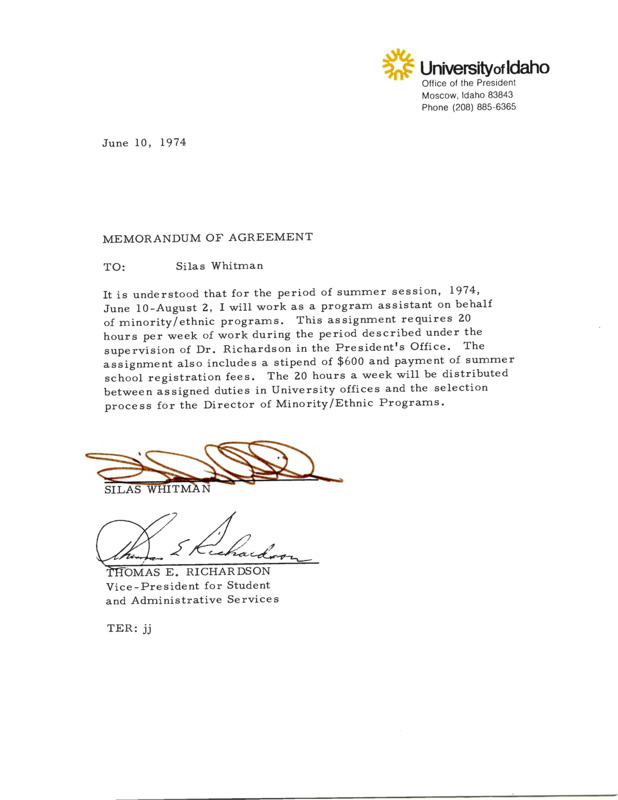 University of Idaho
Office of the President
Moscow, Idaho 83843
Phone (208) 885-6365
June 10, 1974
MEMORANDUM OF AGREEMENT
TO: Silas Whitman
It is understood that for the period of summer session, 1974,
June 10-August 2, I will work as a program assistant on behalf
of minority/ethnic programs. This assignment requires 20
hours per week of work during the period described under the
supervision of Dr. Richardson in the President's Office. The
assignment also includes a stipend of $600 and payment of summer
school registration fees. The 20 hours a week will be distributed
between assigned duties in University offices and the selection
process for the Director of Minority/Ethnic Programs.
SILAS WHITMAN
Thomas E Richardson
THOMAS E. RICHARDSON
Vice-President for Student
and Administrative Services
TER: jj